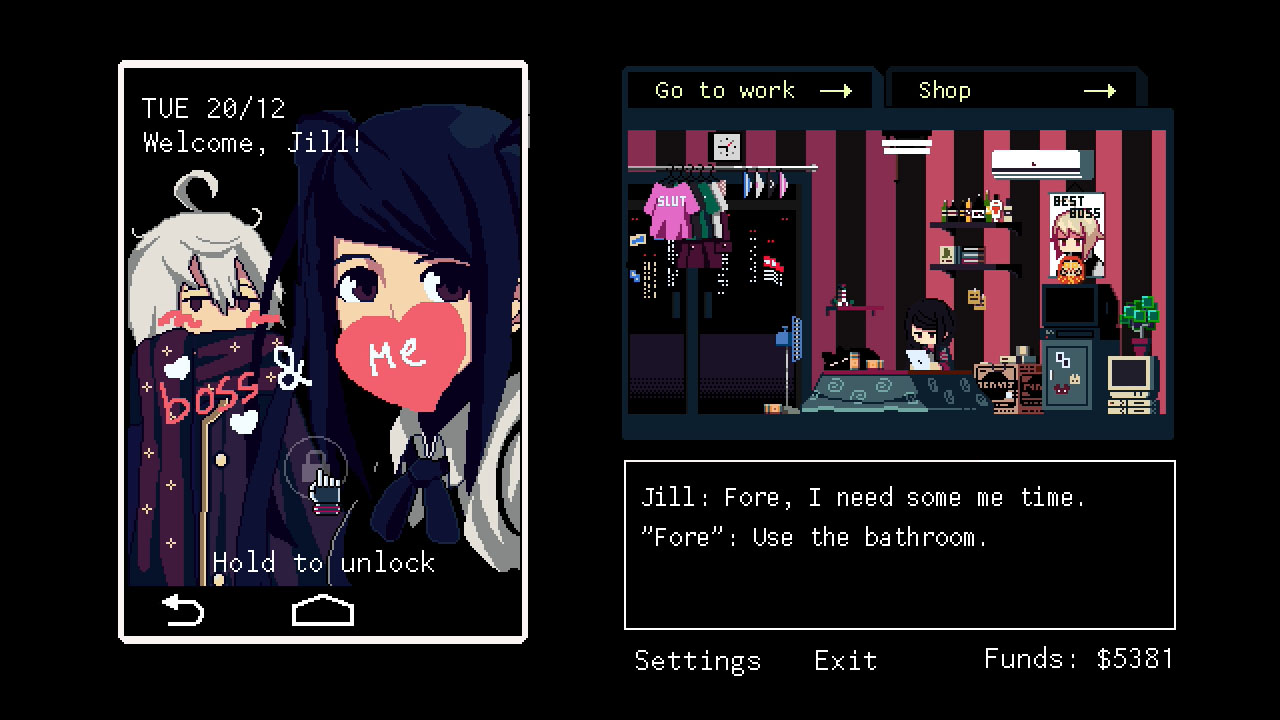 TUE 20/12
Welcome, Jill!
boss
&
Me
Hold to unlock
Go to work
Shop
SLUT
BEST
BOSS
Jill: Fore, I need some me time.
"Fore": Use the bathroom.
Settings
Exit
Funds: $5381